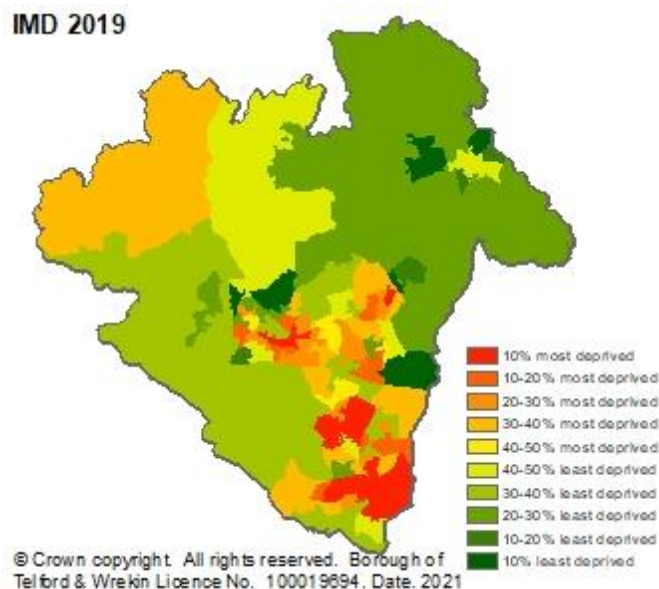 IMD 2019
10% most deprived
10-20% most deprived
20-30% most deprived
30-40% most deprived
40-50% most deprived
40-50% least deprived
30-40% least deprived
20-30% least deprived
10-20% least deprived
10% least deprived
© Crown copyright. All rights reserved. Borough of
Telford & Wrekin Licence No. 100019694. Date. 2021